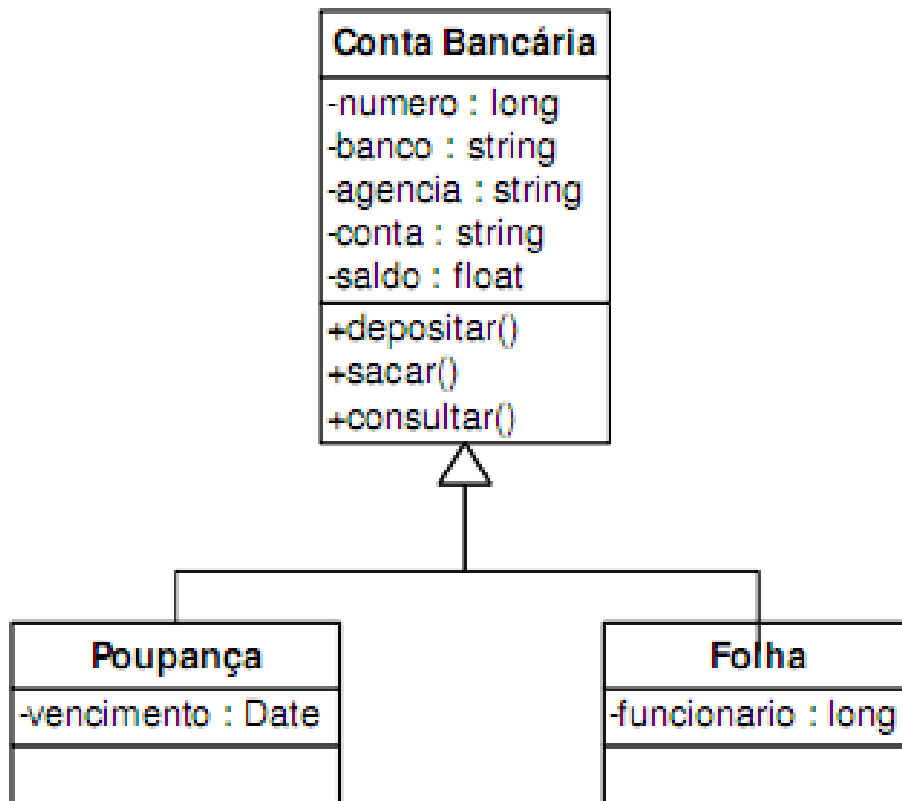 Conta Bancária
-numero : long
-banco : string
-agencia : string
-conta : string
-saldo : float
+depositar()
+sacar()
+consultar()
Poupança
-vencimento : Date
Folha
-funcionario : long